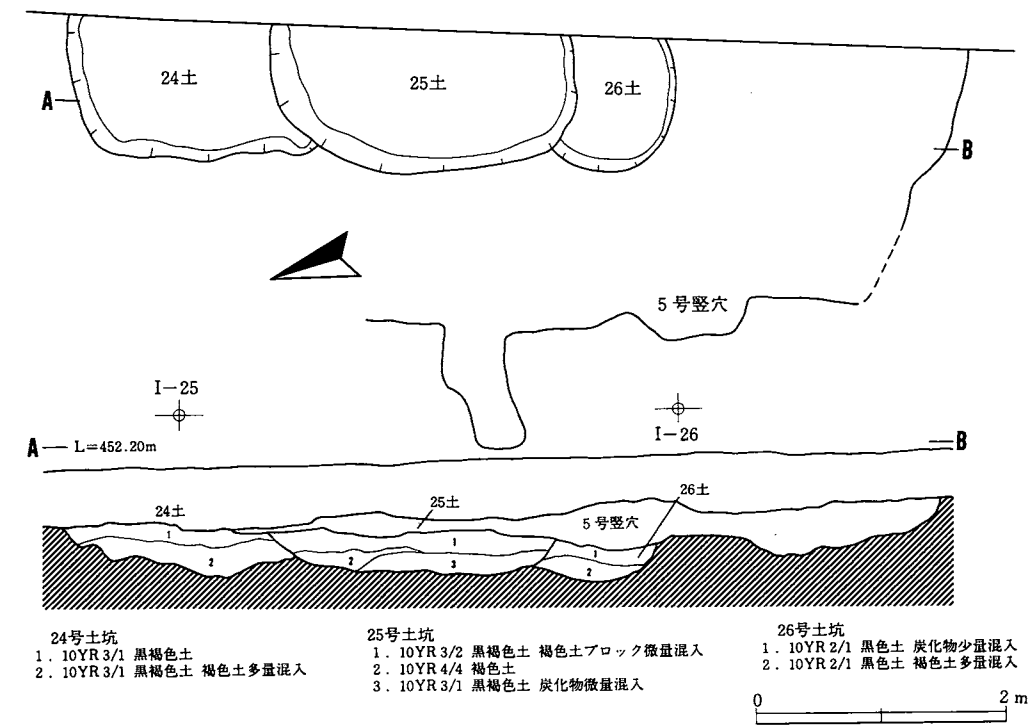 24土
25土
26土
A
B
5号竪穴
I-25
I-26
A L=452.20m
B
24土
25土
26土
5号竪穴
1
2
1
2
3
1
2
24号土坑
1. 10YR 3/1 黒褐色土
2. 10YR 3/1 黒褐色土 褐色土多量混入
25号土坑
1. 10YR 3/2 黒褐色土 褐色土ブロック微量混入
2. 10YR 4/4 褐色土
3. 10YR 3/1 黒褐色土 炭化物微量混入
26号土坑
1. 10YR 2/1 黒色土 炭化物少量混入
2. 10YR 2/1 黒色土 褐色土多量混入
0 2 m